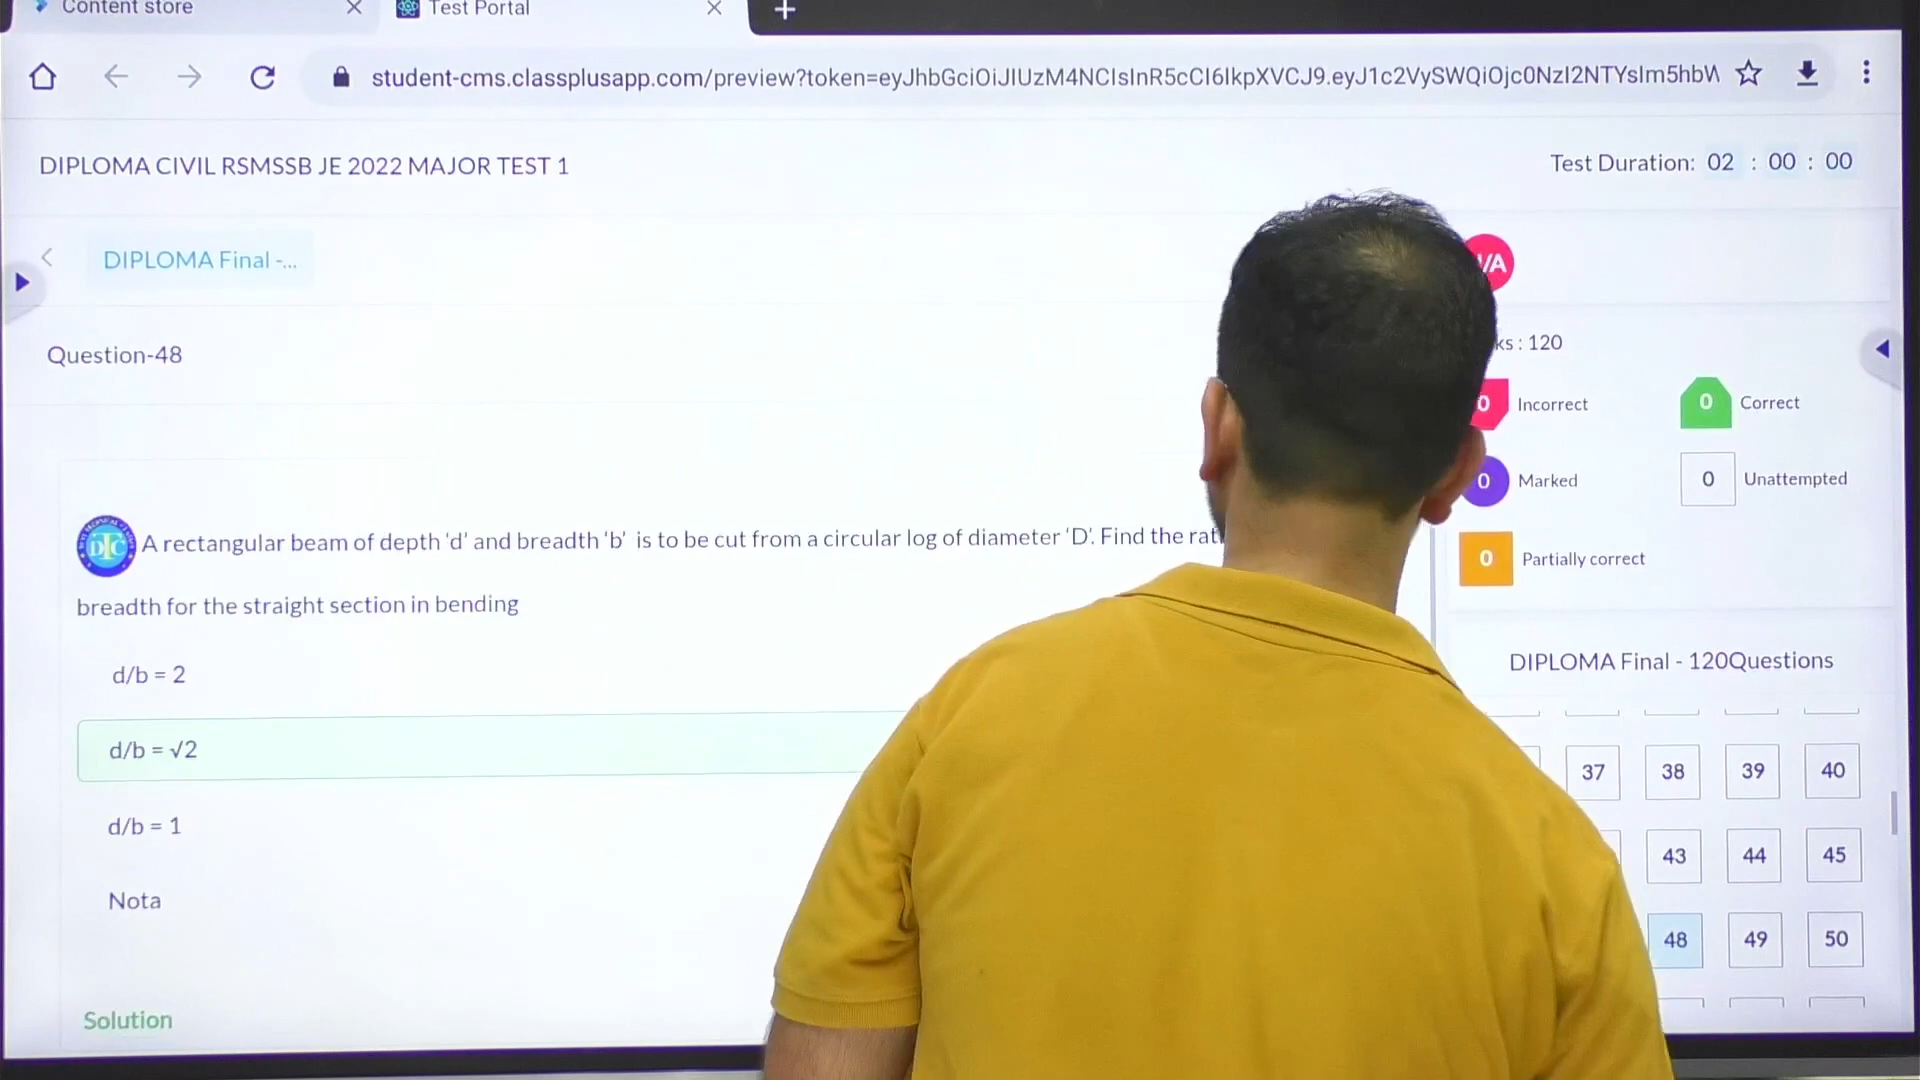 Content store
Test Portal
student-cms.classplusapp.com/preview?token=eyJhbGciOiJIUzM4NCIsInR5cCI6IkpXVCJ9.eyJ1c2VySWQiOjc0NzI2NTYsIm5hbW
DIPLOMA CIVIL RSMSSB JE 2022 MAJOR TEST 1
Test Duration: 02 : 00 : 00
DIPLOMA Final -...
/A
Question-48
ks : 120
0 Incorrect
0 Correct
0 Marked
0 Unattempted
0 Partially correct
DTC
A rectangular beam of depth ‘d’ and breadth ‘b’ is to be cut from a circular log of diameter ‘D’. Find the rat
breadth for the straight section in bending
d/b = 2
d/b = √2
d/b = 1
Nota
Solution
DIPLOMA Final - 120Questions
37 38 39 40
43 44 45
48 49 50